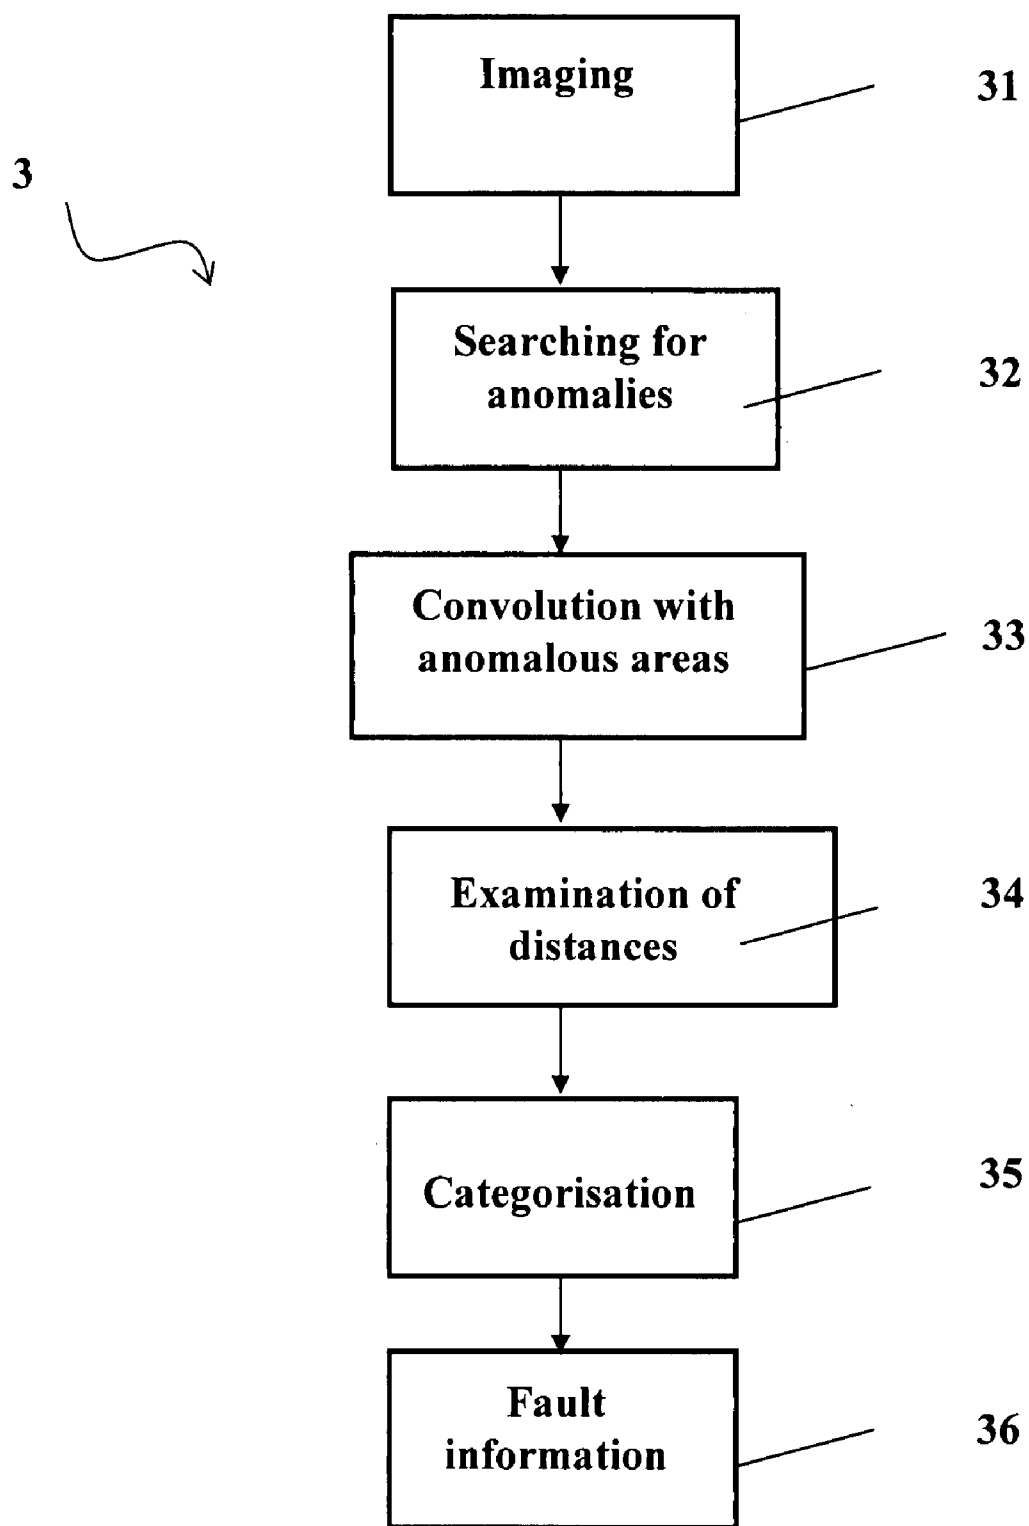 Imaging
31
3
Searching for
anomalies
32
Convolution with
anomalous areas
33
Examination of
distances
34
Categorisation
35
Fault
information
36